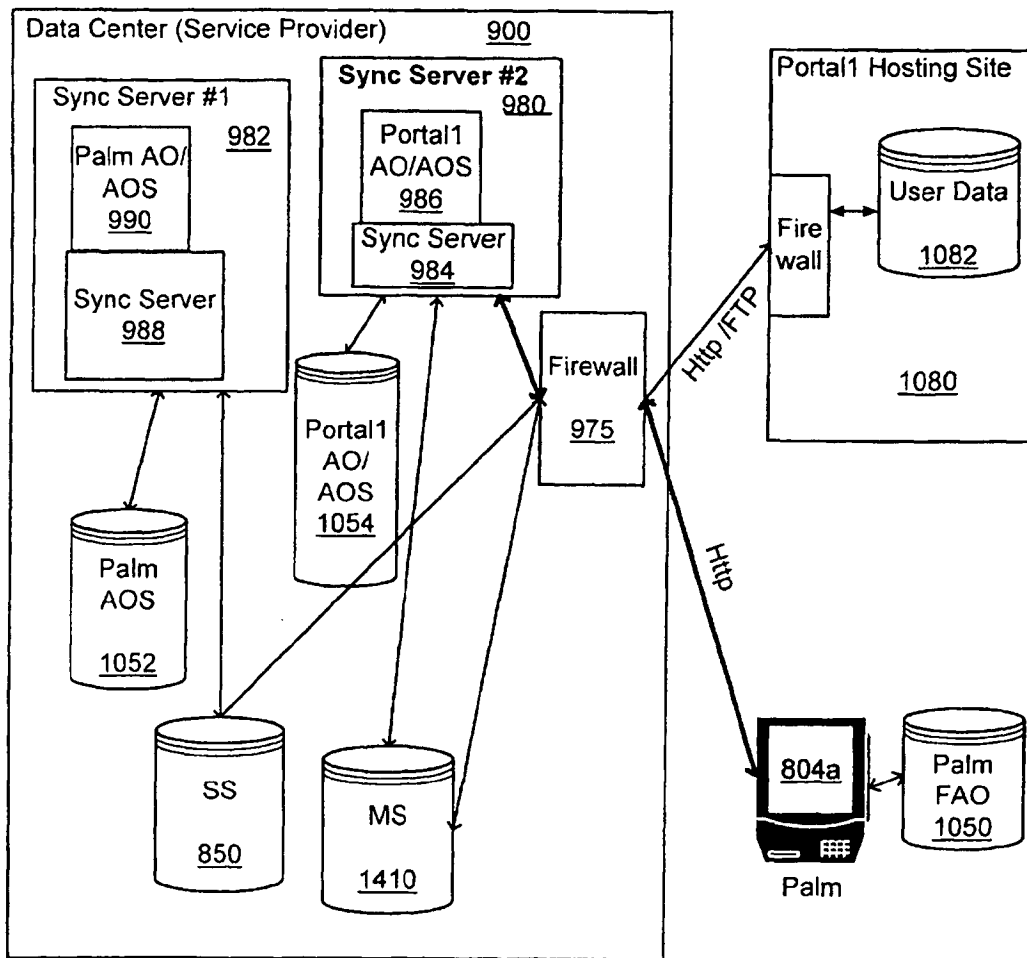 Data Center (Service Provider) 900
Sync Server #1
982
Palm AO/
AOS
990
Sync Server
988
Sync Server #2
980
Portal1
AO/AOS
986
Sync Server
984
Portal1
AO/
AOS
1054
Firewall
975
Palm
AOS
1052
SS
850
MS
1410
Http /FTP
Http
Portal1 Hosting Site
Fire
wall
User Data
1082
1080
804a
Palm
Palm
FAO
1050